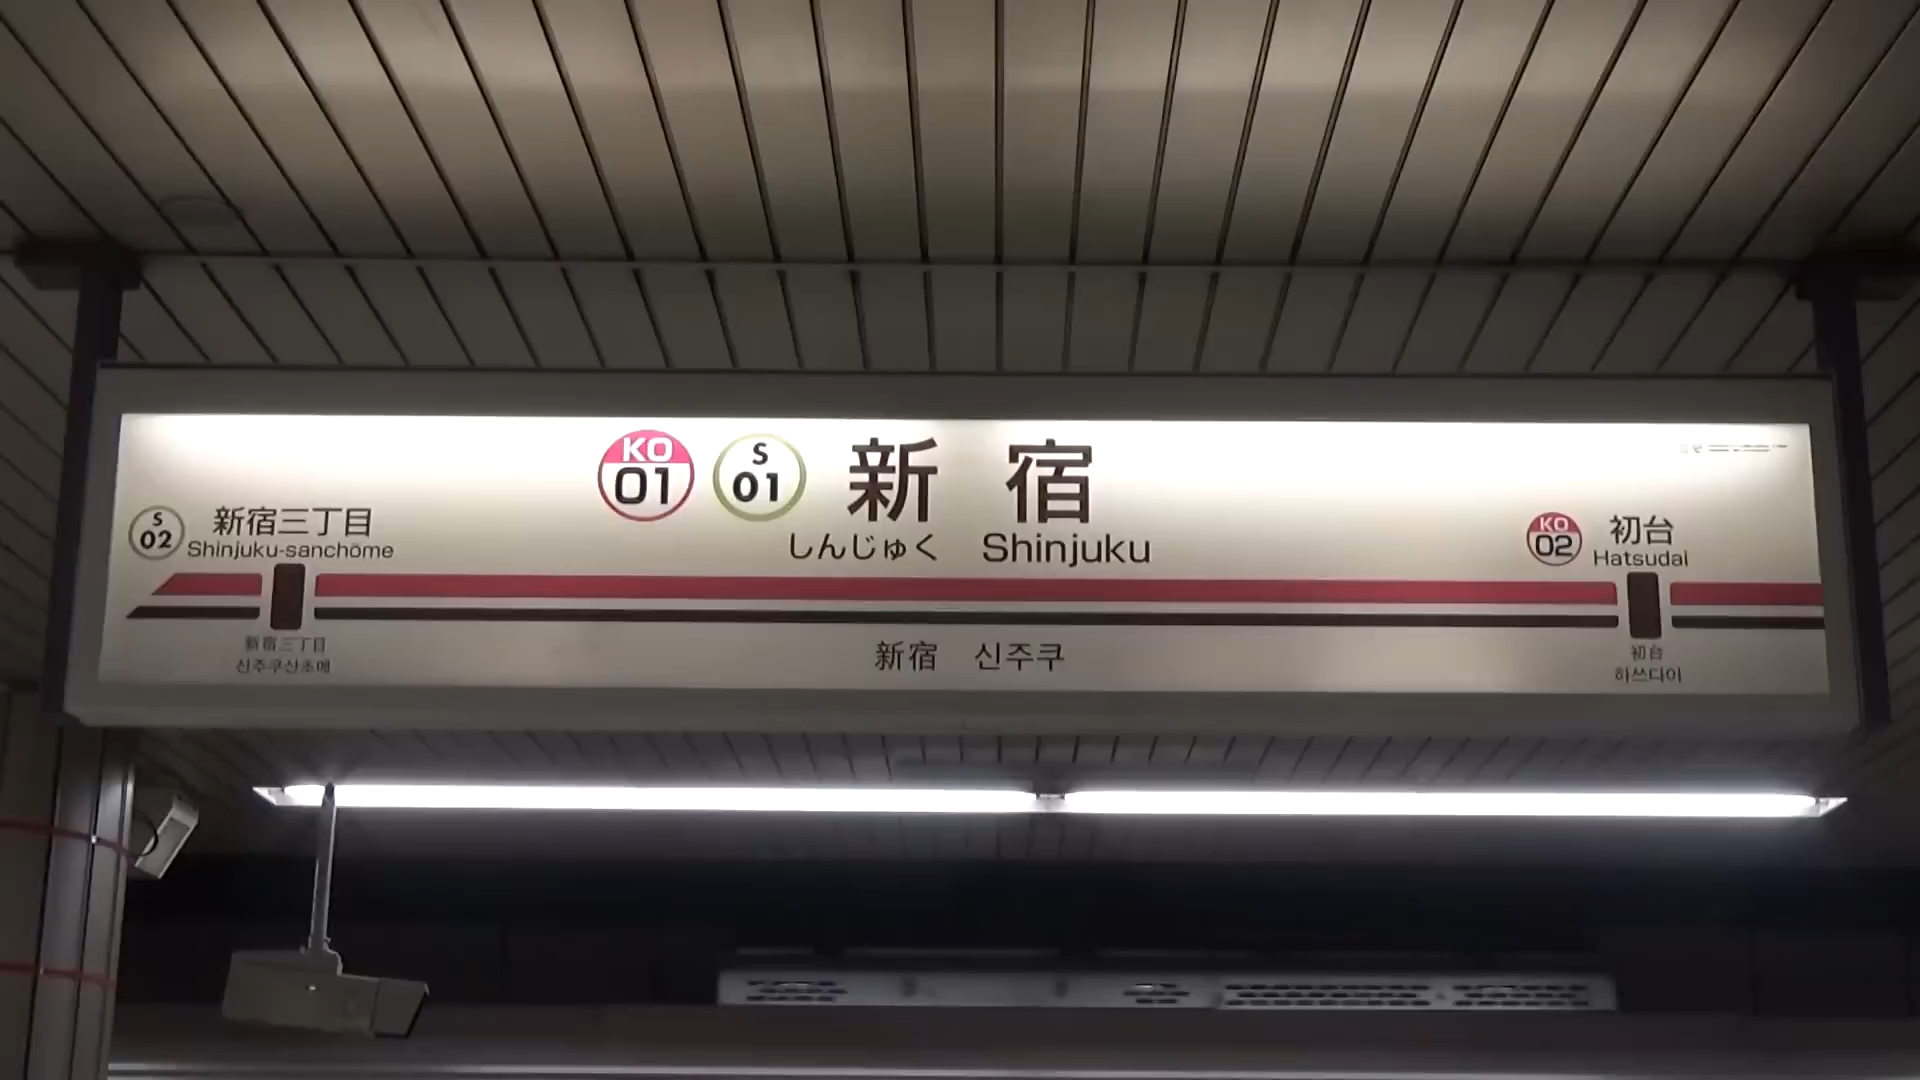 KO 01 S 01 新宿
しんじゅく Shinjuku
S 02 新宿三丁目
Shinjuku-sanchōme
KO 02 初台
Hatsudai
新宿三丁目
신주쿠산초메
新宿 신주쿠
初台
하쓰다이